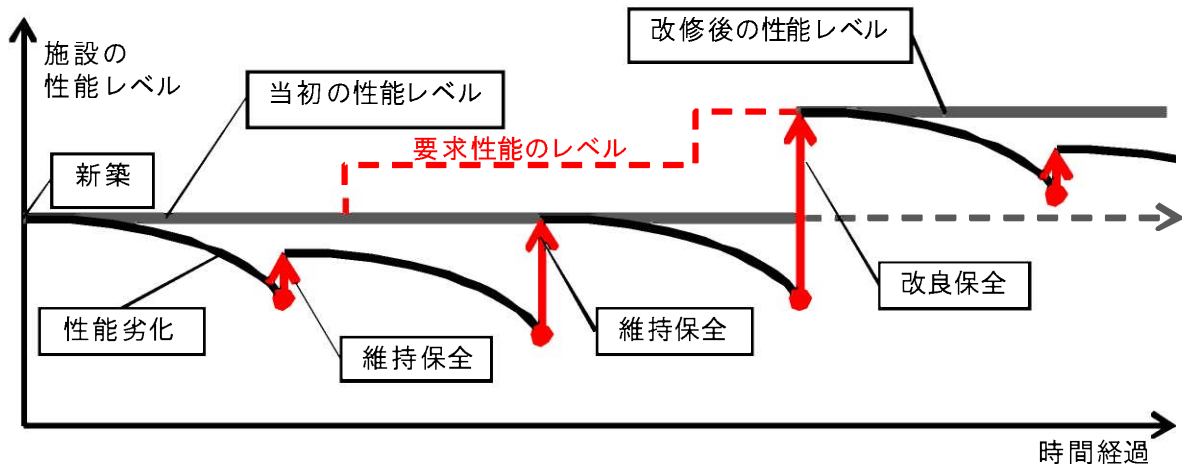 施設の
性能レベル
改修後の性能レベル
当初の性能レベル
要求性能のレベル
新築
改良保全
性能劣化
維持保全
維持保全
時間経過